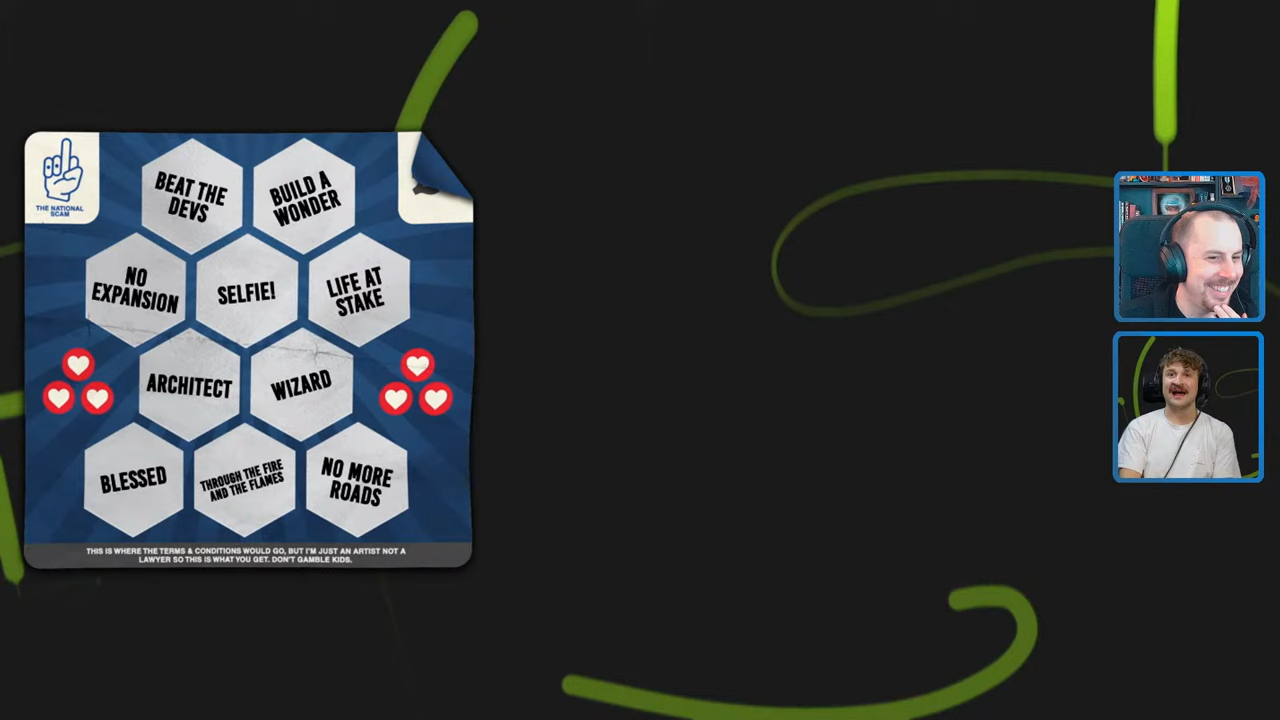 THE NATIONAL
SCAM
BEAT THE
DEVS
BUILD A
WONDER
NO
EXPANSION
SELFIE!
LIFE AT
STAKE
ARCHITECT
WIZARD
BLESSED
THROUGH THE FIRE
AND THE FLAMES
NO MORE
ROADS
THIS IS WHERE THE TERMS & CONDITIONS WOULD GO, BUT I'M JUST AN ARTIST NOT A
LAWYER SO THIS IS WHAT YOU GET. DON'T GAMBLE KIDS.